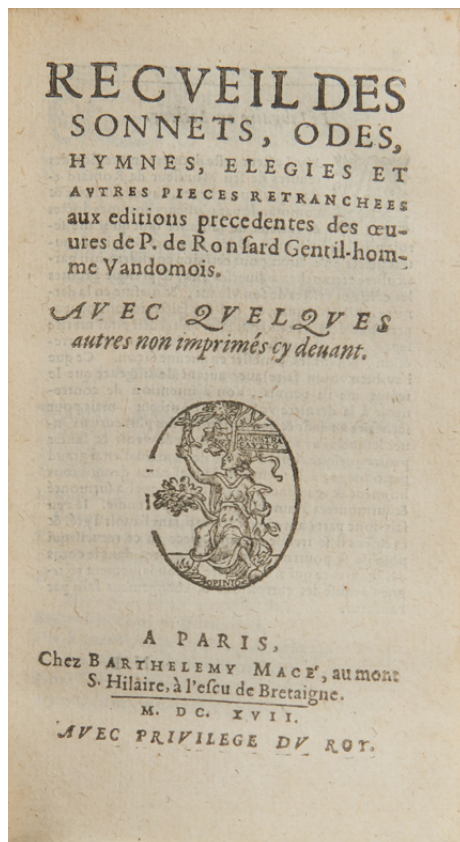 RECVEIL DES
SONNETS, ODES,
HYMNES, ELEGIES ET
AVTRES PIECES RETRANCHEES
aux editions precedentes des œu-
ures de P. de Ronſard Gentil-hom-
me Vandomois.
AVEC QVELQVES
autres non imprimés cy deuant.
OPINIO
A PARIS,
Chez BARTHELEMY MACE', au mont
S. Hilaire, à l'eſcu de Bretaigne.
M. DC. XVII.
AVEC PRIVILEGE DV ROY.